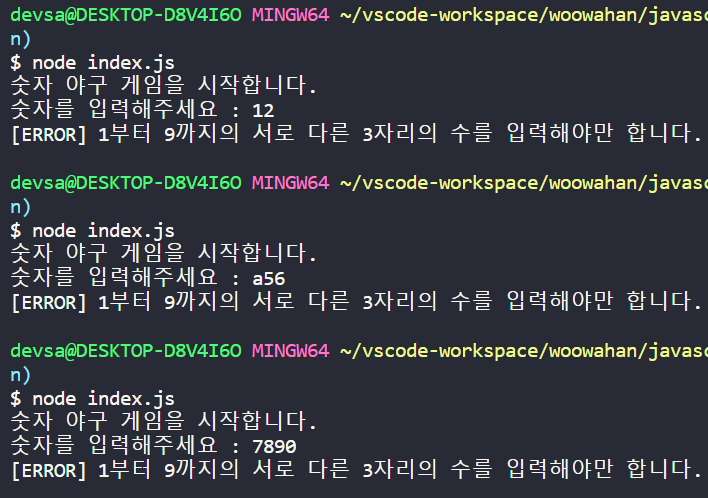 devsa@DESKTOP-D8V4I6O MINGW64 ~/vscode-workspace/woowahan/javasc
n)
$ node index.js
숫자 야구 게임을 시작합니다.
숫자를 입력해주세요 : 12
[ERROR] 1부터 9까지의 서로 다른 3자리의 수를 입력해야만 합니다.
devsa@DESKTOP-D8V4I6O MINGW64 ~/vscode-workspace/woowahan/javasc
n)
$ node index.js
숫자 야구 게임을 시작합니다.
숫자를 입력해주세요 : a56
[ERROR] 1부터 9까지의 서로 다른 3자리의 수를 입력해야만 합니다.
devsa@DESKTOP-D8V4I6O MINGW64 ~/vscode-workspace/woowahan/javasc
n)
$ node index.js
숫자 야구 게임을 시작합니다.
숫자를 입력해주세요 : 7890
[ERROR] 1부터 9까지의 서로 다른 3자리의 수를 입력해야만 합니다.